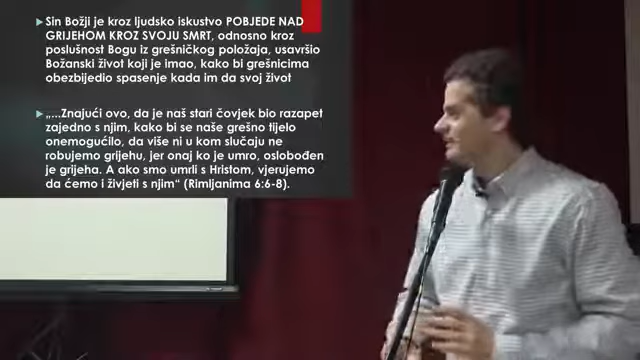 Sin Božji je kroz ljudsko iskustvo POBJEDE NAD
GRIJEHOM KROZ SVOJU SMRT, odnosno kroz
poslušnost Bogu iz grešničkog položaja, usavršio
Božanski život koji je imao, kako bi grešnicima
obezbijedio spasenje kada im da svoj život
„...Znajući ovo, da je naš stari čovjek bio razapet
zajedno s njim, kako bi se naše grešno tijelo
onemogućilo, da više ni u kom slučaju ne
robujemo grijehu, jer onaj ko je umro, oslobođen
je grijeha. A ako smo umrli s Hristom, vjerujemo
da ćemo i živjeti s njim“ (Rimljanima 6:6-8).